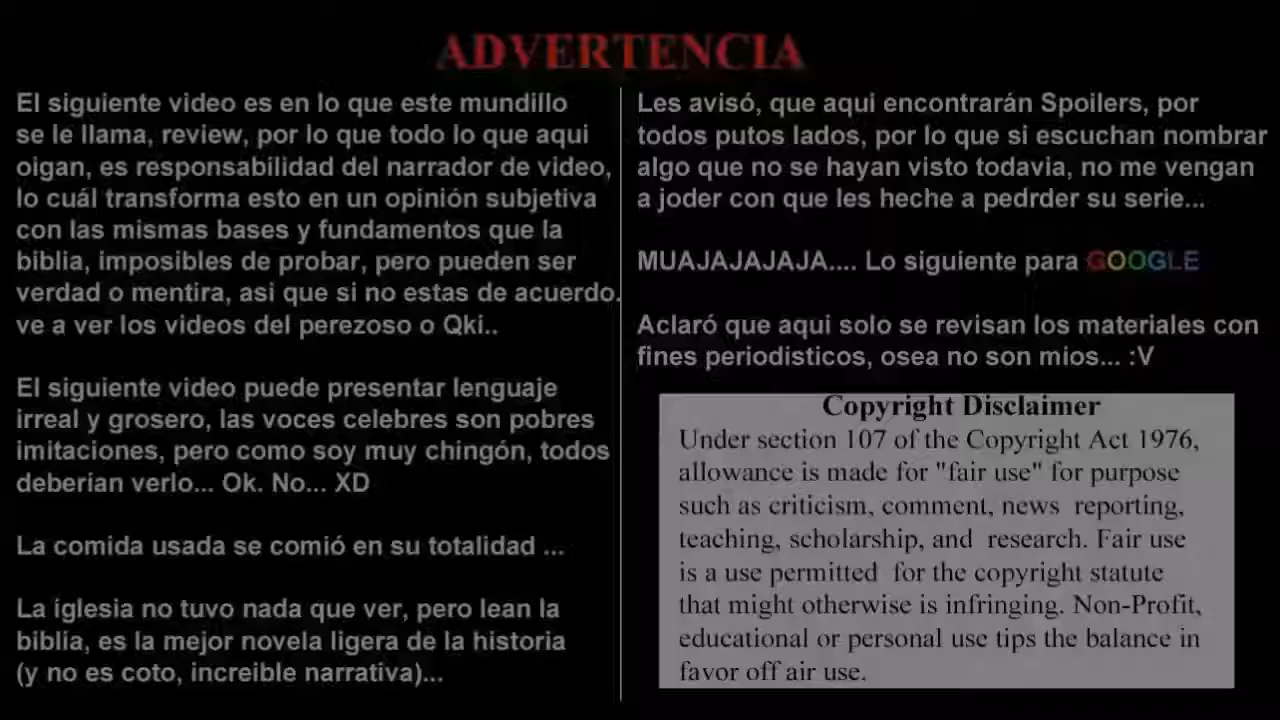 ADVERTENCIA
El siguiente video es en lo que este mundillo
se le llama, review, por lo que todo lo que aqui
oigan, es responsabilidad del narrador de video,
lo cuál transforma esto en un opinión subjetiva
con las mismas bases y fundamentos que la
biblia, imposibles de probar, pero pueden ser
verdad o mentira, asi que si no estas de acuerdo.
ve a ver los videos del perezoso o Qki..
El siguiente video puede presentar lenguaje
irreal y grosero, las voces celebres son pobres
imitaciones, pero como soy muy chingón, todos
deberian verlo... Ok. No... XD
La comida usada se comió en su totalidad ...
La iglesia no tuvo nada que ver, pero lean la
biblia, es la mejor novela ligera de la historia
(y no es coto, increible narrativa)...
Les avisó, que aqui encontrarán Spoilers, por
todos putos lados, por lo que si escuchan nombrar
algo que no se hayan visto todavia, no me vengan
a joder con que les heche a pedrder su serie...
MUAJAJAJAJA.... Lo siguiente para GOOGLE
Aclaró que aqui solo se revisan los materiales con
fines periodisticos, osea no son mios... :V
Copyright Disclaimer
Under section 107 of the Copyright Act 1976,
allowance is made for "fair use" for purpose
such as criticism, comment, news reporting,
teaching, scholarship, and research. Fair use
is a use permitted for the copyright statute
that might otherwise is infringing. Non-Profit,
educational or personal use tips the balance in
favor off air use.